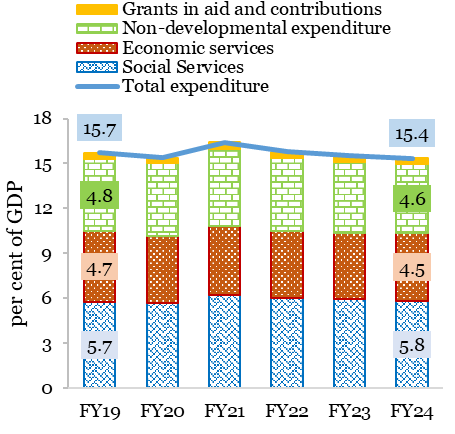 Grants in aid and contributions
Non-developmental expenditure
Economic services
Social Services
Total expenditure
per cent of GDP
18
15
12
9
6
3
0
15.7
15.4
4.8
4.6
4.7
4.5
5.7
5.8
FY19 FY20 FY21 FY22 FY23 FY24